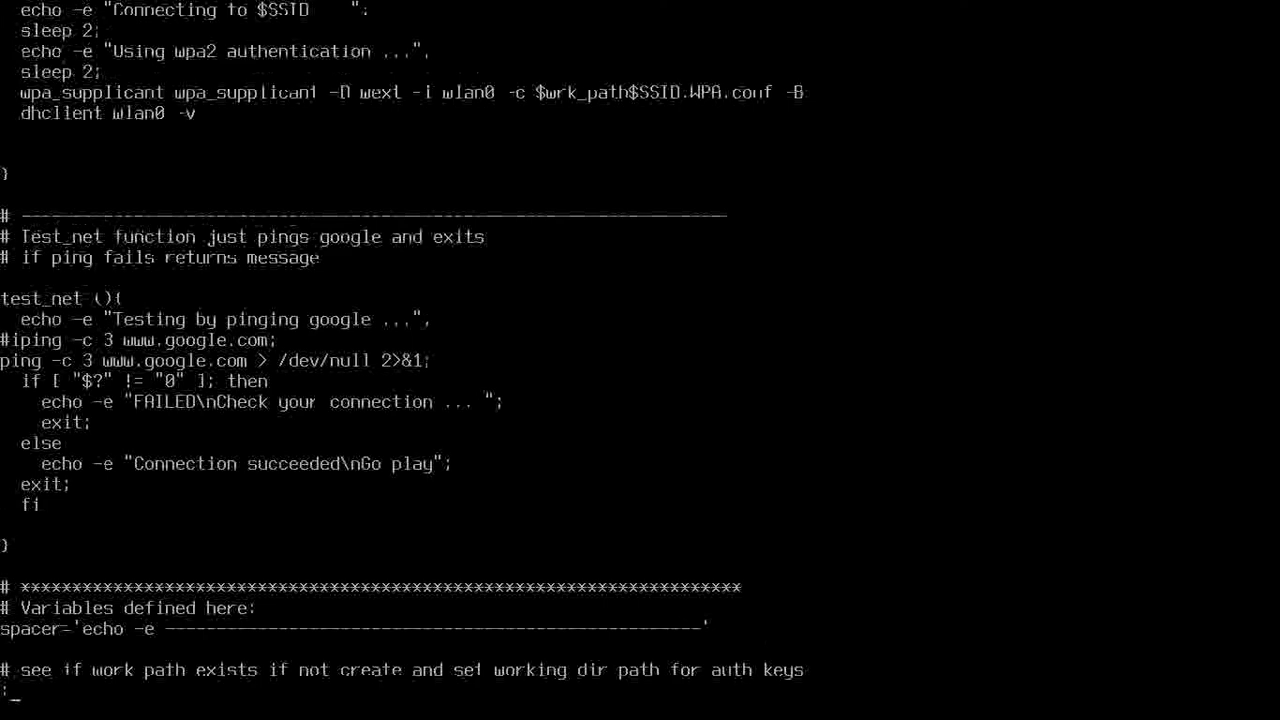 echo -e "Connecting to $SSID    ";
sleep 2;
echo -e "Using wpa2 authentication ...";
sleep 2;
wpa_supplicant wpa_supplicant -D wext -i wlan0 -c $wrk_path$SSID.WPA.conf -B
dhclient wlan0 -v
}
# ---------------------------------------------------------------------
# Test_net function just pings google and exits
# if ping fails returns message
test_net (){
echo -e "Testing by pinging google ...";
#iping -c 3 www.google.com;
ping -c 3 www.google.com > /dev/null 2>&1;
if [ "$?" != "0" ]; then
echo -e "FAILED\nCheck your connection ... ";
exit;
else
echo -e "Connection succeeded\nGo play";
exit;
fi
}
# **********************************************************************
# Variables defined here:
spacer='echo -e ----------------------------------------------------'
# see if work path exists if not create and set working dir path for auth keys
: